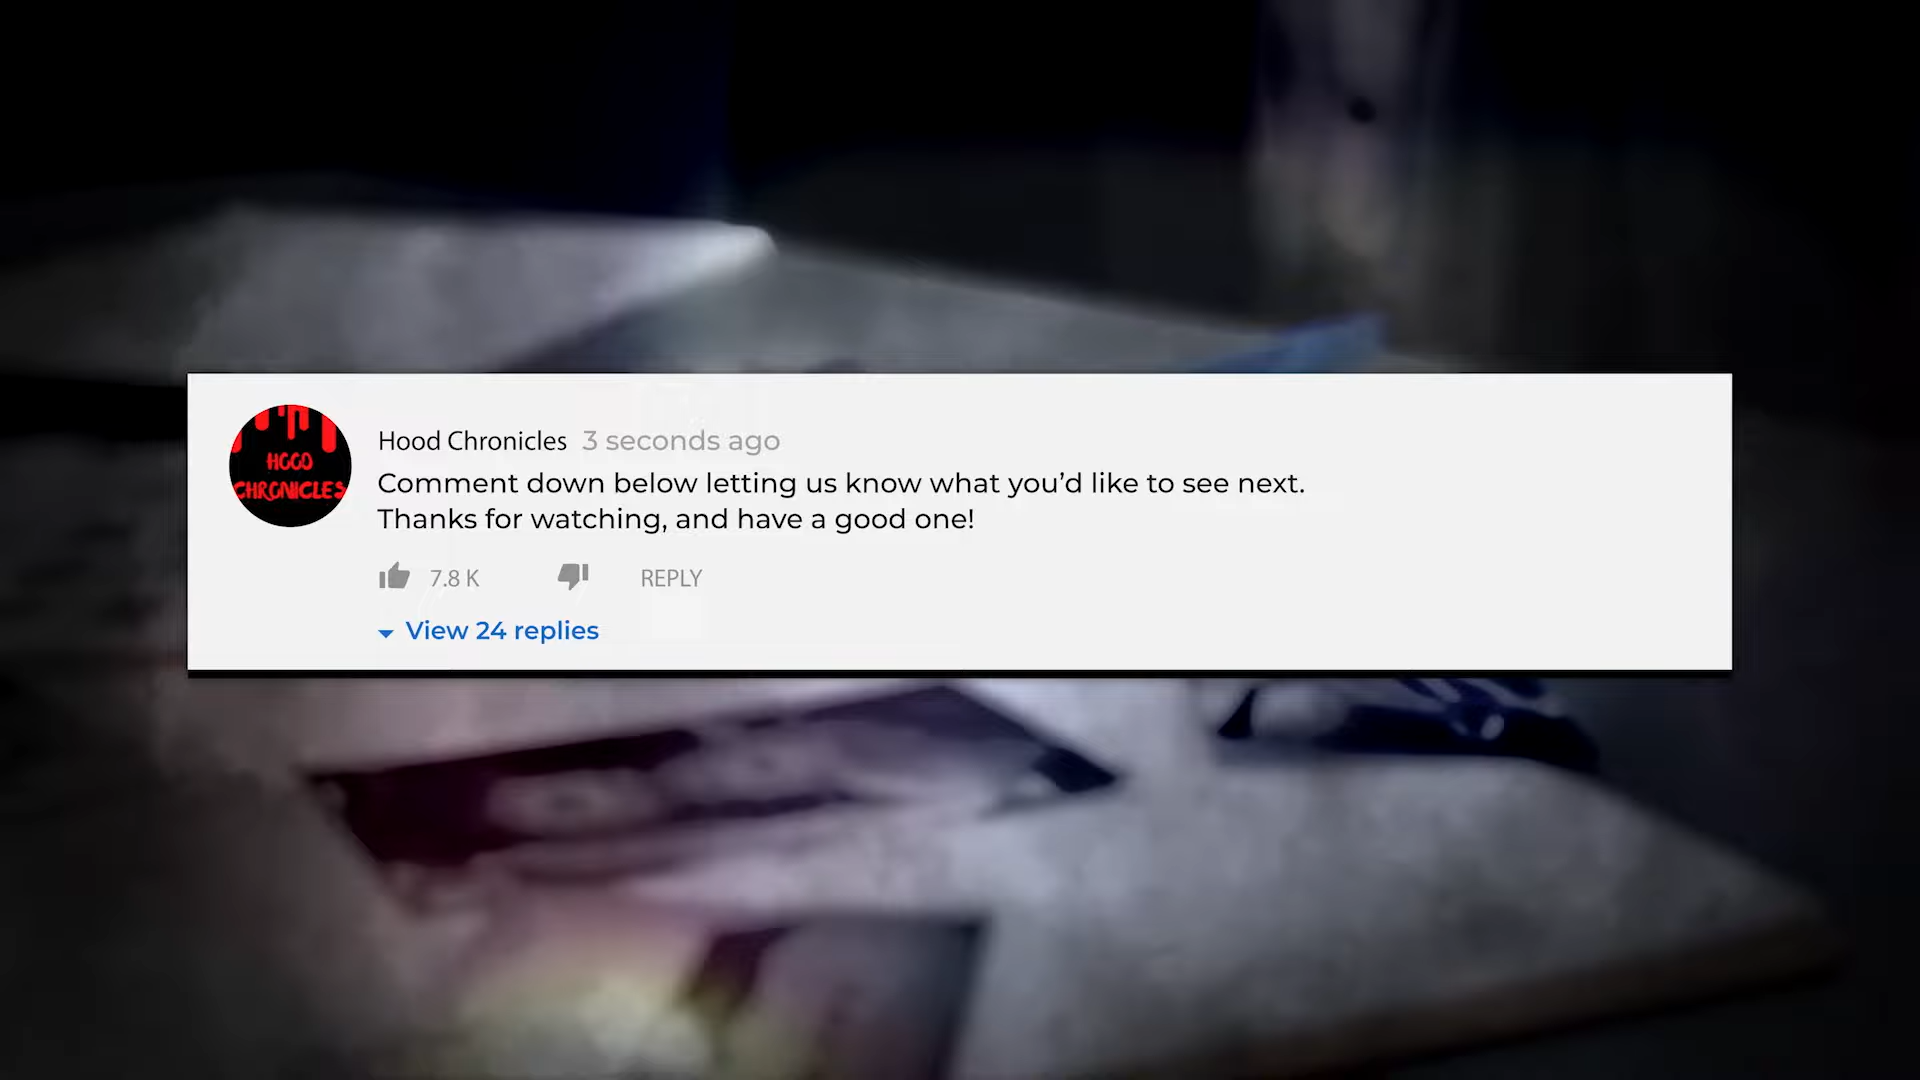 HOOD
CHRONICLES
Hood Chronicles 3 seconds ago
Comment down below letting us know what you’d like to see next.
Thanks for watching, and have a good one!
7.8 K REPLY
View 24 replies